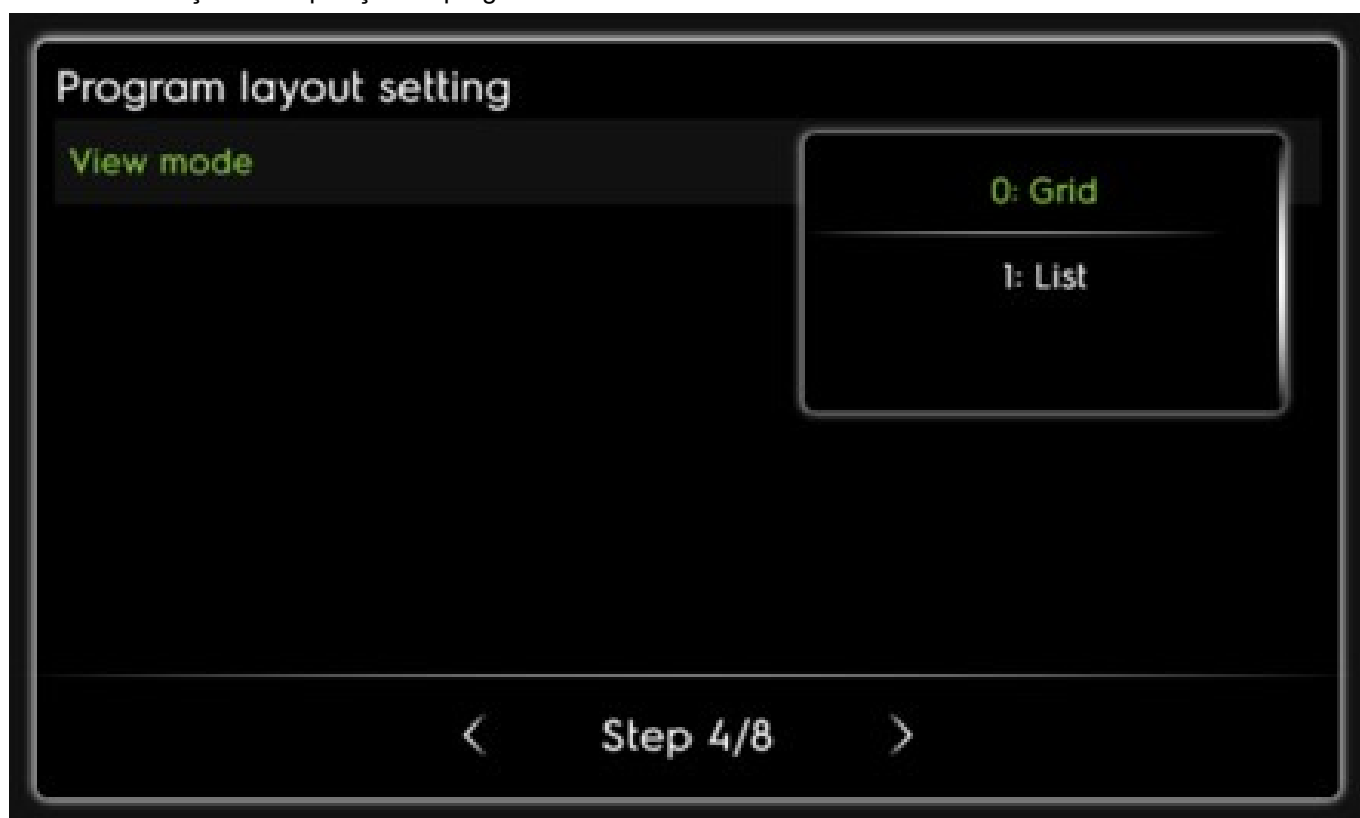 Program layout setting
View mode
0: Grid
1: List
< Step 4/8 >